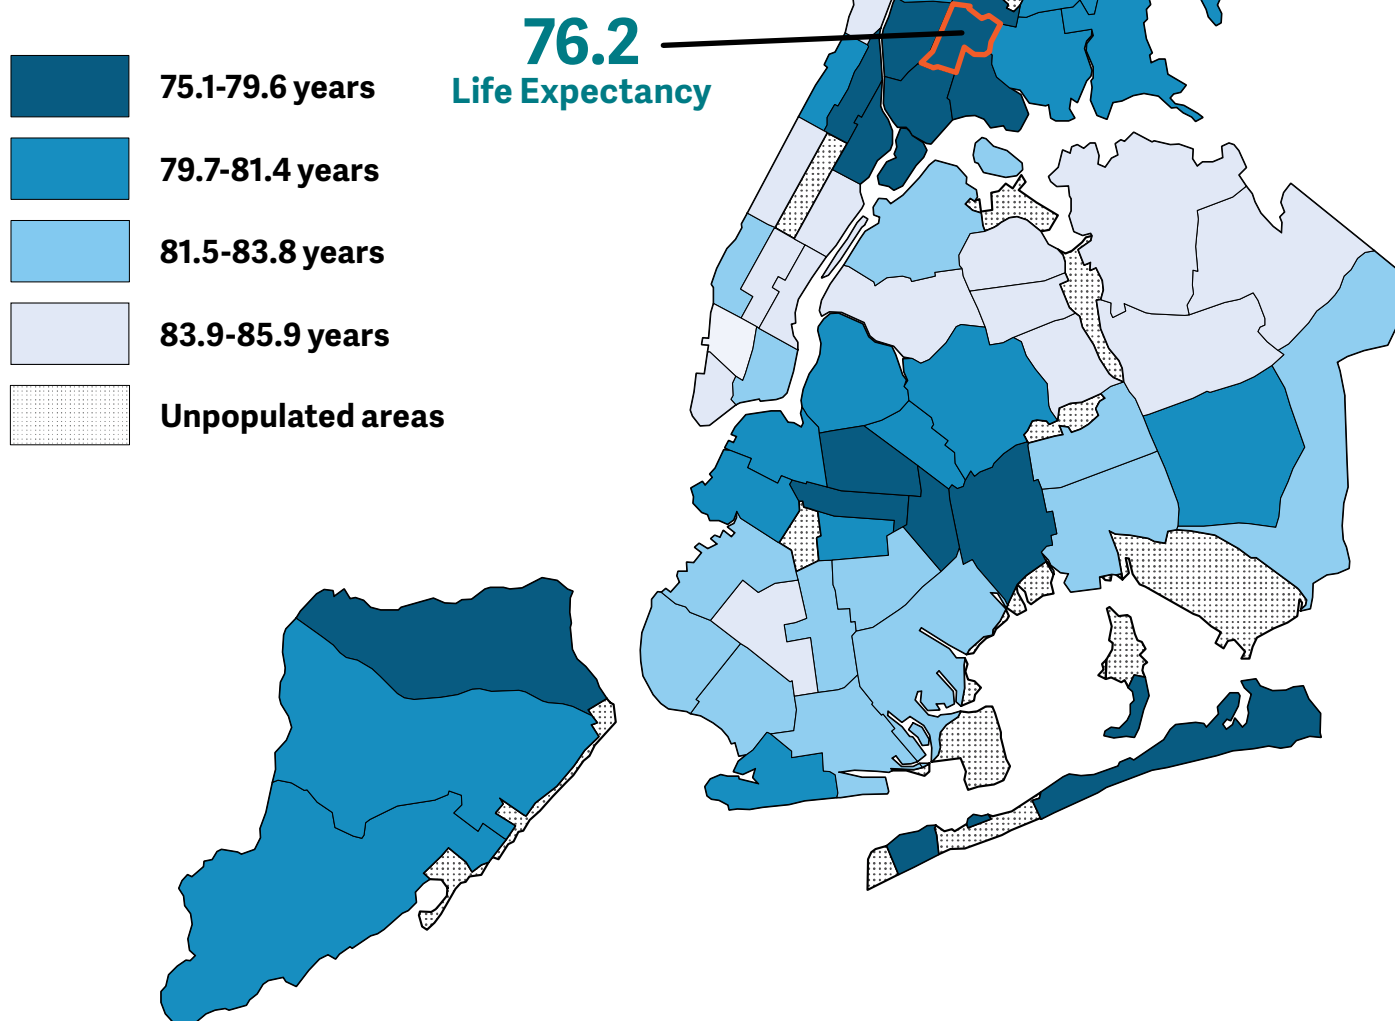 76.2
Life Expectancy
75.1-79.6 years
79.7-81.4 years
81.5-83.8 years
83.9-85.9 years
Unpopulated areas